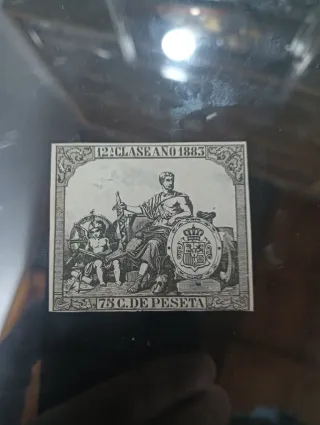 12ª CLASE AÑO 1883
75 C. DE PESETA